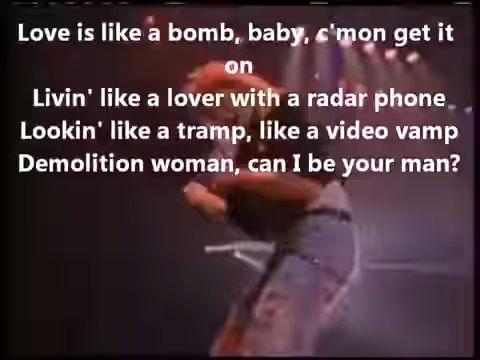 Love is like a bomb, baby, c'mon get it
on
Livin' like a lover with a radar phone
Lookin' like a tramp, like a video vamp
Demolition woman, can I be your man?